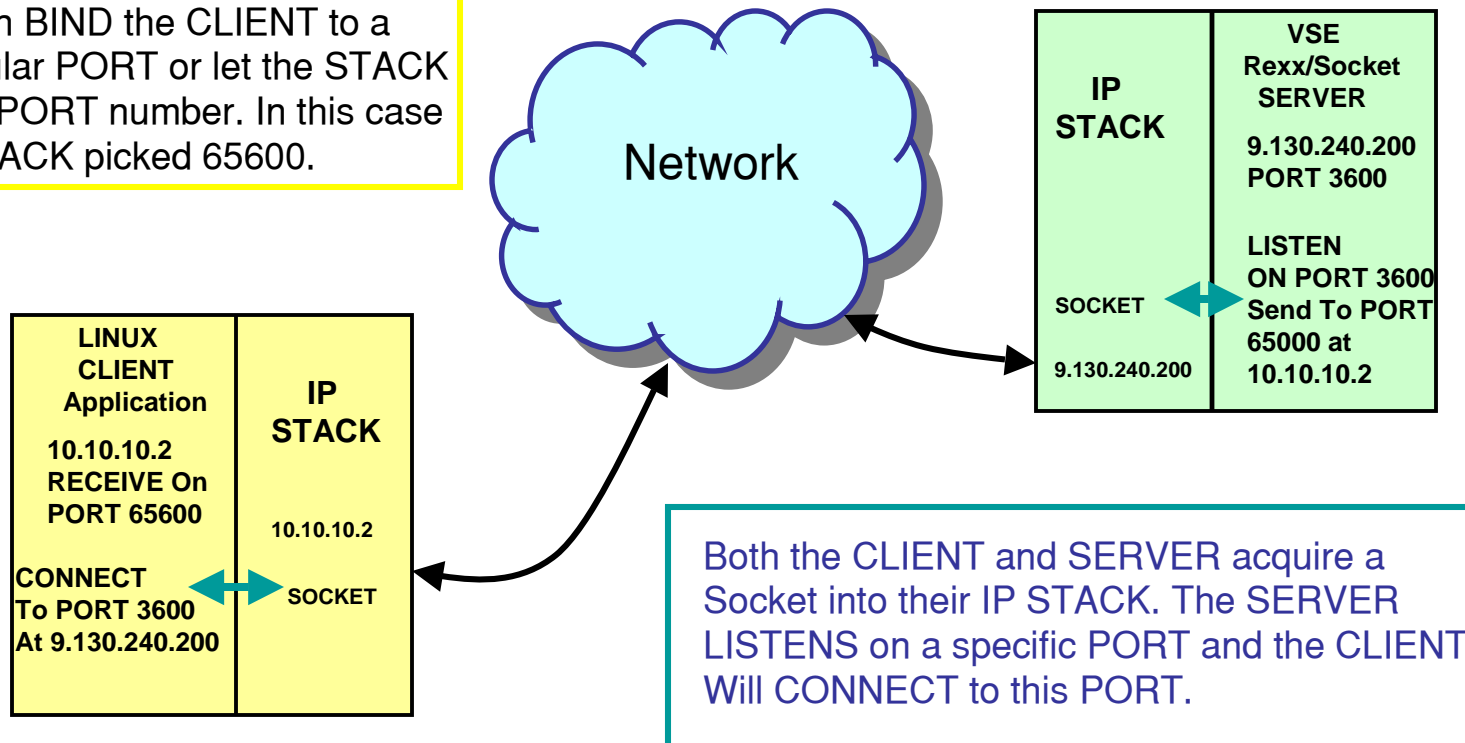 BIND the CLIENT to a
PORT or let the STACK
PORT number. In this case
picked 65600.
Network
IP
STACK
SOCKET
9.130.240.200
VSE
Rexx/Socket
SERVER
9.130.240.200
PORT 3600
LISTEN
ON PORT 3600
Send To PORT
65000 at
10.10.10.2
LINUX
CLIENT
Application
10.10.10.2
RECEIVE On
PORT 65600
CONNECT
To PORT 3600
At 9.130.240.200
IP
STACK
10.10.10.2
SOCKET
Both the CLIENT and SERVER acquire a
Socket into their IP STACK. The SERVER
LISTENS on a specific PORT and the CLIENT
Will CONNECT to this PORT.